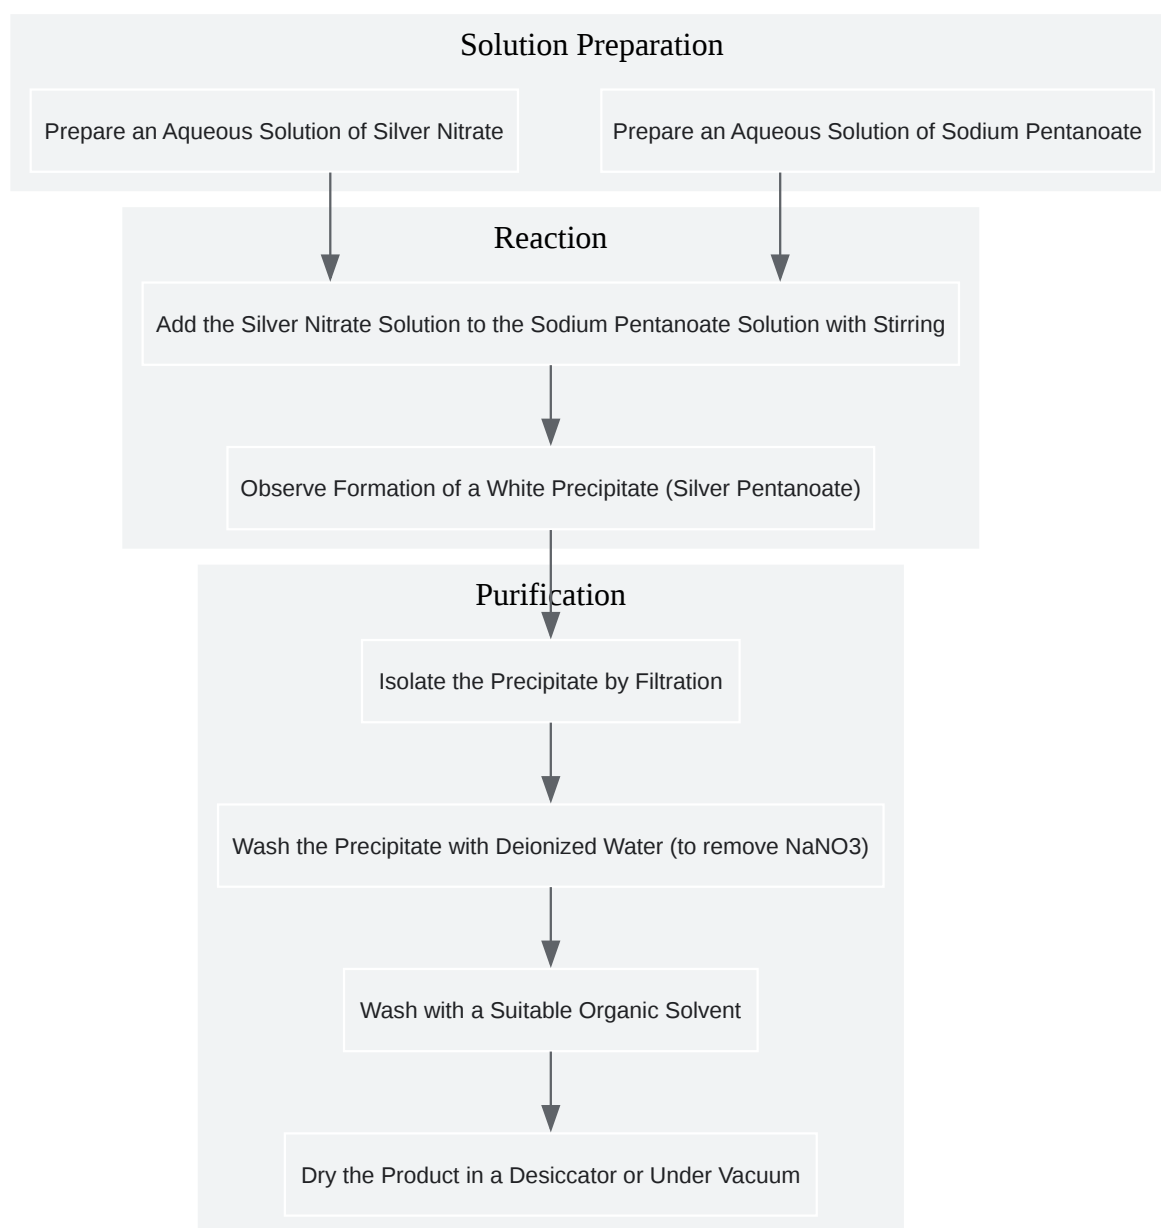 Solution Preparation
Prepare an Aqueous Solution of Silver Nitrate
Prepare an Aqueous Solution of Sodium Pentanoate
Reaction
Add the Silver Nitrate Solution to the Sodium Pentanoate Solution with Stirring
Observe Formation of a White Precipitate (Silver Pentanoate)
Purification
Isolate the Precipitate by Filtration
Wash the Precipitate with Deionized Water (to remove NaNO3)
Wash with a Suitable Organic Solvent
Dry the Product in a Desiccator or Under Vacuum